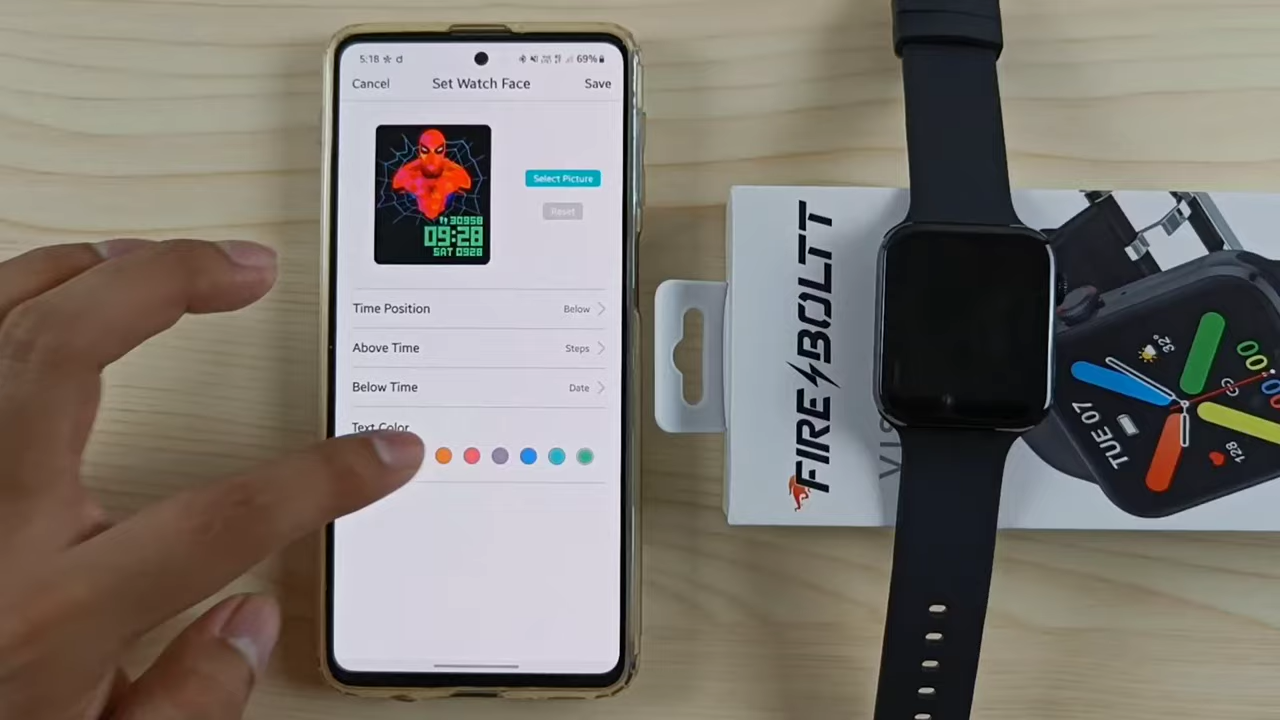 5:18
69%
Cancel
Set Watch Face
Save
30958
09:28
SAT 0928
Select Picture
Reset
Time Position
Below
Above Time
Steps
Below Time
Date
Text Color
FIRE BOLTT
VIS
TUE 07
32°
128
00